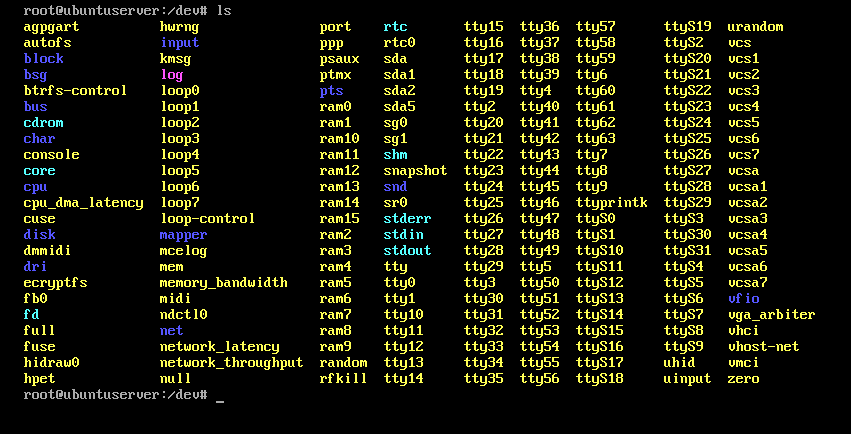 root@ubuntuserver:/dev# ls
agpgart hwrng port rtc tty15 tty36 tty57 ttyS19 urandom
autofs input ppp rtc0 tty16 tty37 tty58 ttyS2 vcs
block kmsg psaux sda tty17 tty38 tty59 ttyS20 vcs1
bsg log ptmx sda1 tty18 tty39 tty6 ttyS21 vcs2
btrfs-control loop0 pts sda2 tty19 tty4 tty60 ttyS22 vcs3
bus loop1 ram0 sda5 tty2 tty40 tty61 ttyS23 vcs4
cdrom loop2 ram1 sg0 tty20 tty41 tty62 ttyS24 vcs5
char loop3 ram10 sg1 tty21 tty42 tty63 ttyS25 vcs6
console loop4 ram11 shm tty22 tty43 tty7 ttyS26 vcs7
core loop5 ram12 snapshot tty23 tty44 tty8 ttyS27 vcsa
cpu loop6 ram13 snd tty24 tty45 tty9 ttyS28 vcsa1
cpu_dma_latency loop7 ram14 sr0 tty25 tty46 ttyprintk ttyS29 vcsa2
cuse loop-control ram15 stderr tty26 tty47 ttyS0 ttyS3 vcsa3
disk mapper ram2 stdin tty27 tty48 ttyS1 ttyS30 vcsa4
dmmidi mcelog ram3 stdout tty28 tty49 ttyS10 ttyS31 vcsa5
dri mem ram4 tty tty29 tty5 ttyS11 ttyS4 vcsa6
ecryptfs memory_bandwidth ram5 tty0 tty3 tty50 ttyS12 ttyS5 vcsa7
fb0 midi ram6 tty1 tty30 tty51 ttyS13 ttyS6 vfio
fd ndctl0 ram7 tty10 tty31 tty52 ttyS14 ttyS7 vga_arbiter
full net ram8 tty11 tty32 tty53 ttyS15 ttyS8 vhci
fuse network_latency ram9 tty12 tty33 tty54 ttyS16 ttyS9 vhost-net
hidraw0 network_throughput random tty13 tty34 tty55 ttyS17 uhid vmci
hpet null rfkill tty14 tty35 tty56 ttyS18 uinput zero
root@ubuntuserver:/dev# _